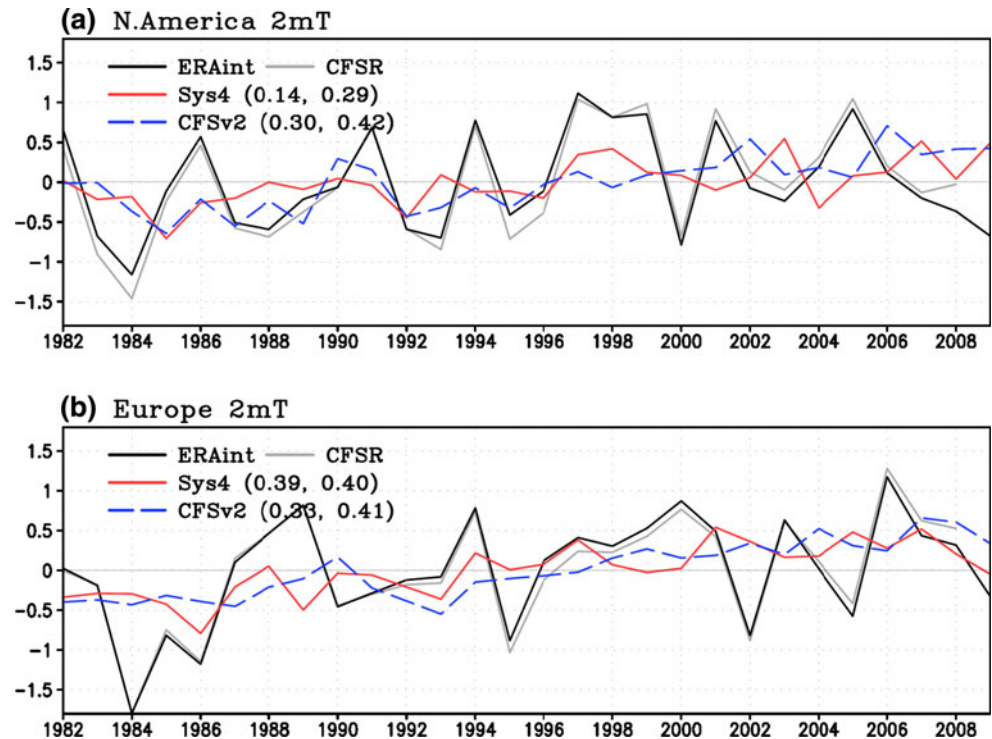 (a) N.America 2mT
ERAint CFSR
Sys4 (0.14, 0.29)
CFSv2 (0.30, 0.42)
1.5
1
0.5
0
-0.5
-1
-1.5
1982 1984 1986 1988 1990 1992 1994 1996 1998 2000 2002 2004 2006 2008
(b) Europe 2mT
ERAint CFSR
Sys4 (0.39, 0.40)
CFSv2 (0.33, 0.41)
1.5
1
0.5
0
-0.5
-1
-1.5
1982 1984 1986 1988 1990 1992 1994 1996 1998 2000 2002 2004 2006 2008